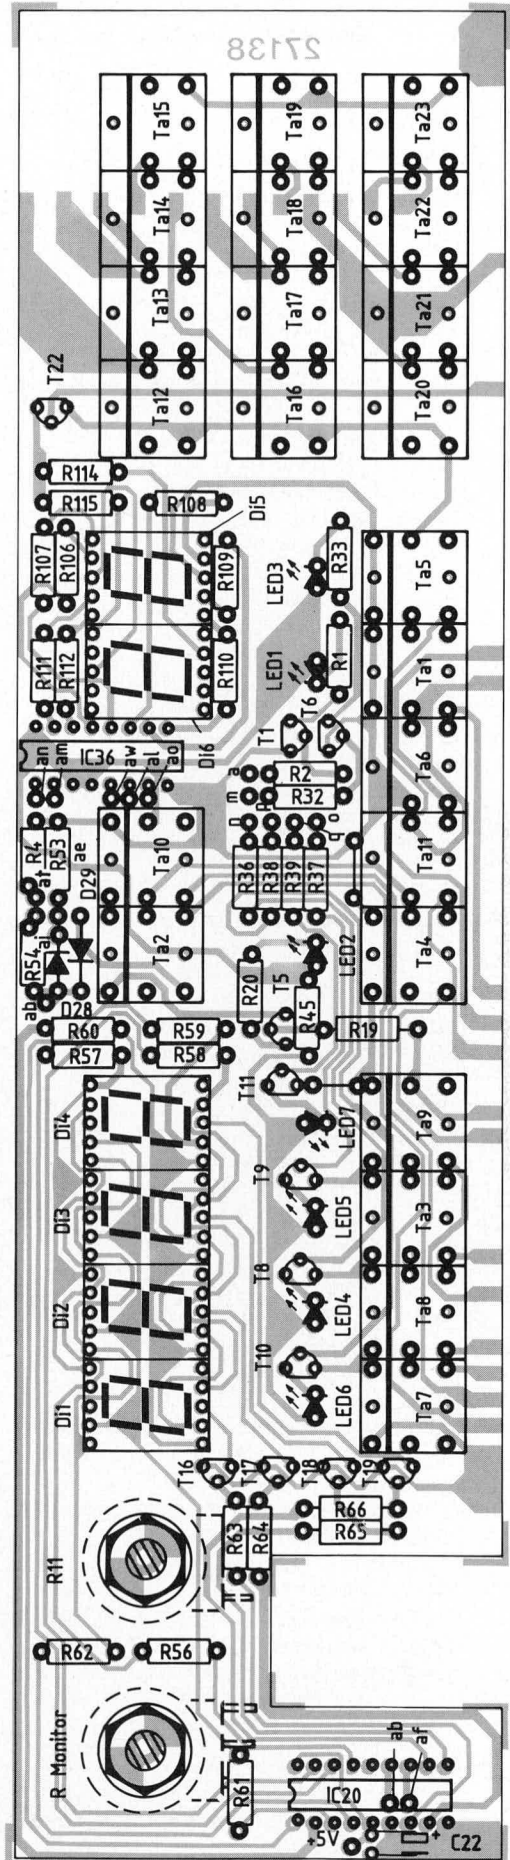 27138
Ta15
Ta19
Ta23
Ta14
Ta18
Ta22
Ta13
Ta17
Ta21
T22
Ta12
Ta16
Ta20
R114
R115
R108
Di5
R107
R106
R109
LED3
R33
Ta5
R111
R112
R110
LED1
R1
Ta1
an
am
IC36
aw
al
ao
Di6
T1
T6
Ta6
a
R2
m
R32
n
p
o
q
R4
R53
ae
Ta10
R36
R38
R39
R37
Ta11
at
D29
aj
R54
Ta2
R20
T5
LED2
Ta4
D28
R45
R60
R59
R19
R57
R58
T11
Di4
LED7
Ta9
Di3
T9
LED5
Ta3
Di2
T8
LED4
Ta8
Di1
T10
LED6
Ta7
T16
T17
T18
T19
R11
R63
R64
R66
R65
R62
R56
R Monitor
R61
IC20
ab
af
+5V
+
C22